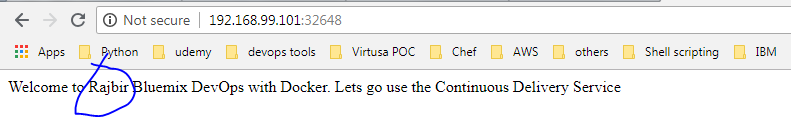 Not secure 192.168.99.101:32648
Apps Python udemy devops tools Virtusa POC Chef AWS others Shell scripting IBM
Welcome to Rajbir Bluemix DevOps with Docker. Lets go use the Continuous Delivery Service